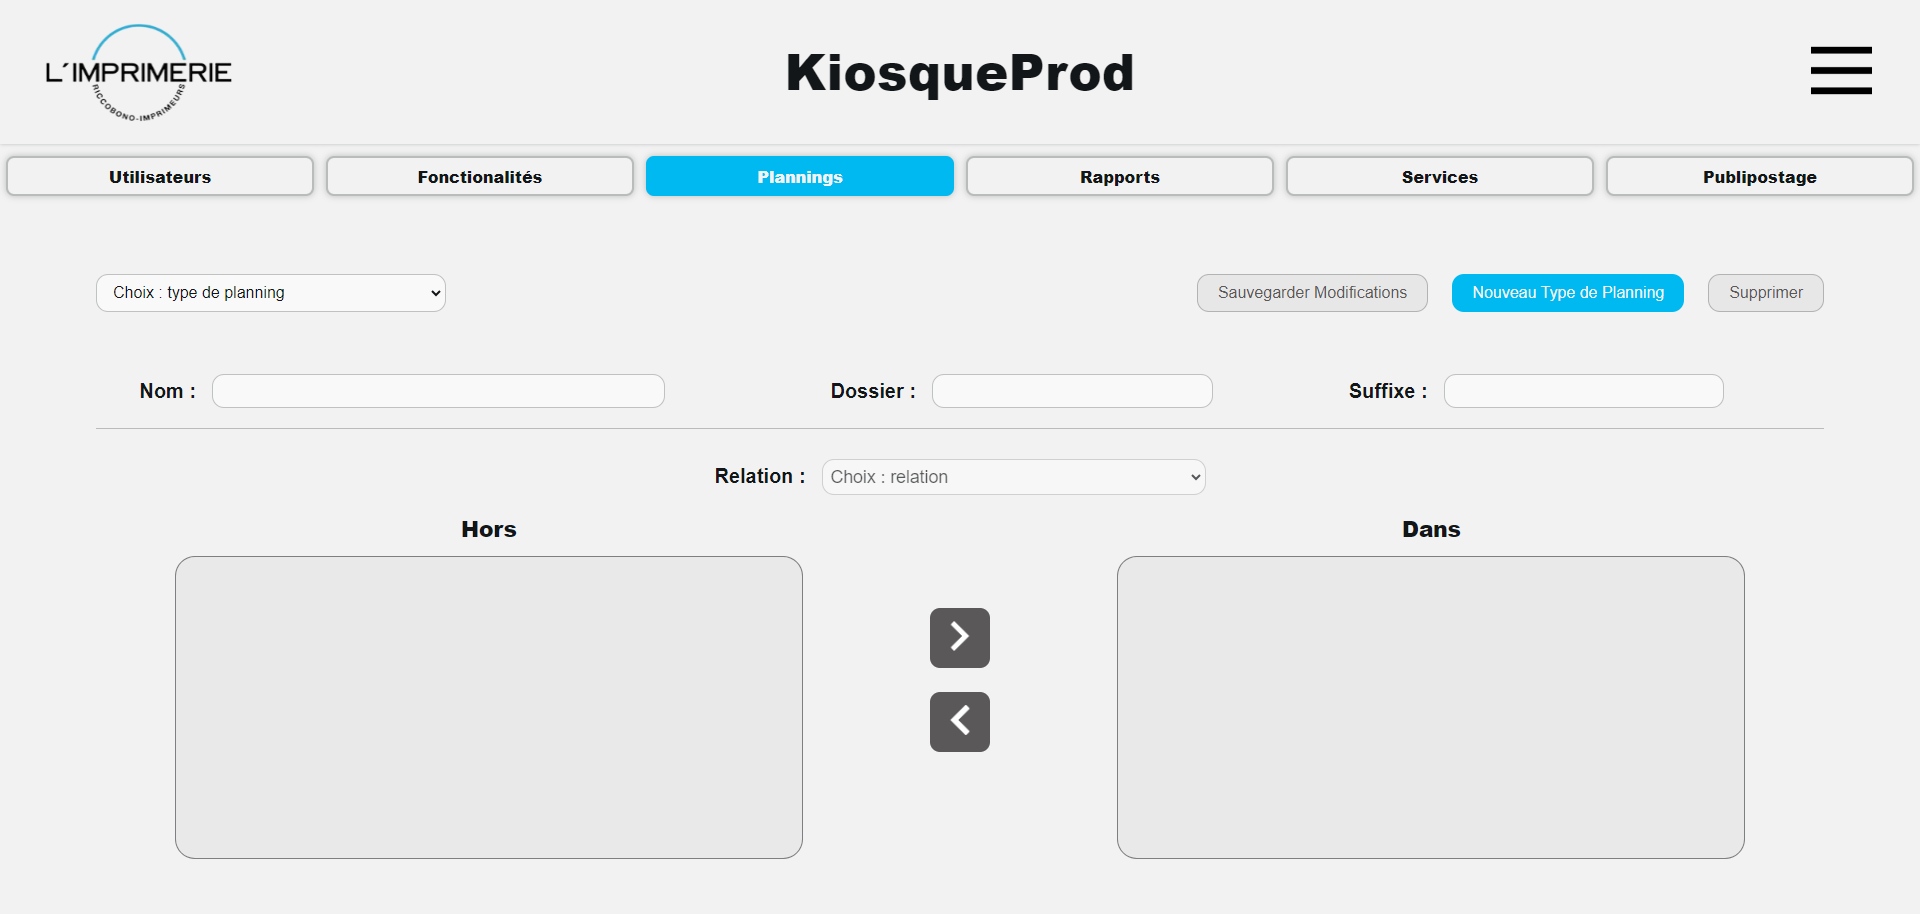 L'IMPRIMERIE
RICCOBONO-IMPRIMEURS
KiosqueProd
Utilisateurs
Fonctionalités
Plannings
Rapports
Services
Publipostage
Choix : type de planning
Sauvegarder Modifications
Nouveau Type de Planning
Supprimer
Nom :
Dossier :
Suffixe :
Relation :
Choix : relation
Hors
Dans